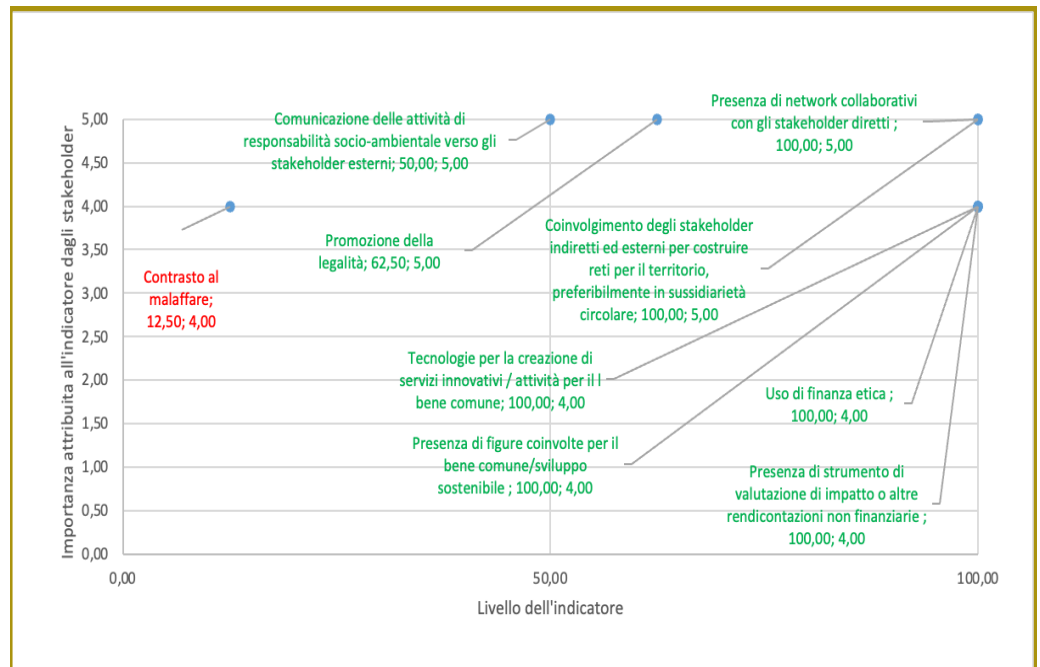 Importanza attribuita all'indicatore dagli stakeholder
5,00
4,50
4,00
3,50
3,00
2,50
2,00
1,50
1,00
0,50
0,00
Comunicazione delle attività di
responsabilità socio-ambientale verso gli
stakeholder esterni; 50,00; 5,00
Presenza di network collaborativi
con gli stakeholder diretti ;
100,00; 5,00
Promozione della
legalità; 62,50; 5,00
Coinvolgimento degli stakeholder
indiretti ed esterni per costruire
reti per il territorio,
preferibilmente in sussidiarietà
circolare; 100,00; 5,00
Contrasto al
malaffare;
12,50; 4,00
Tecnologie per la creazione di
servizi innovativi / attività per il l
bene comune; 100,00; 4,00
Uso di finanza etica ;
100,00; 4,00
Presenza di figure coinvolte per il
bene comune/sviluppo
sostenibile ; 100,00; 4,00
Presenza di strumento di
valutazione di impatto o altre
rendicontazioni non finanziarie ;
100,00; 4,00
0,00
50,00
100,00
Livello dell'indicatore